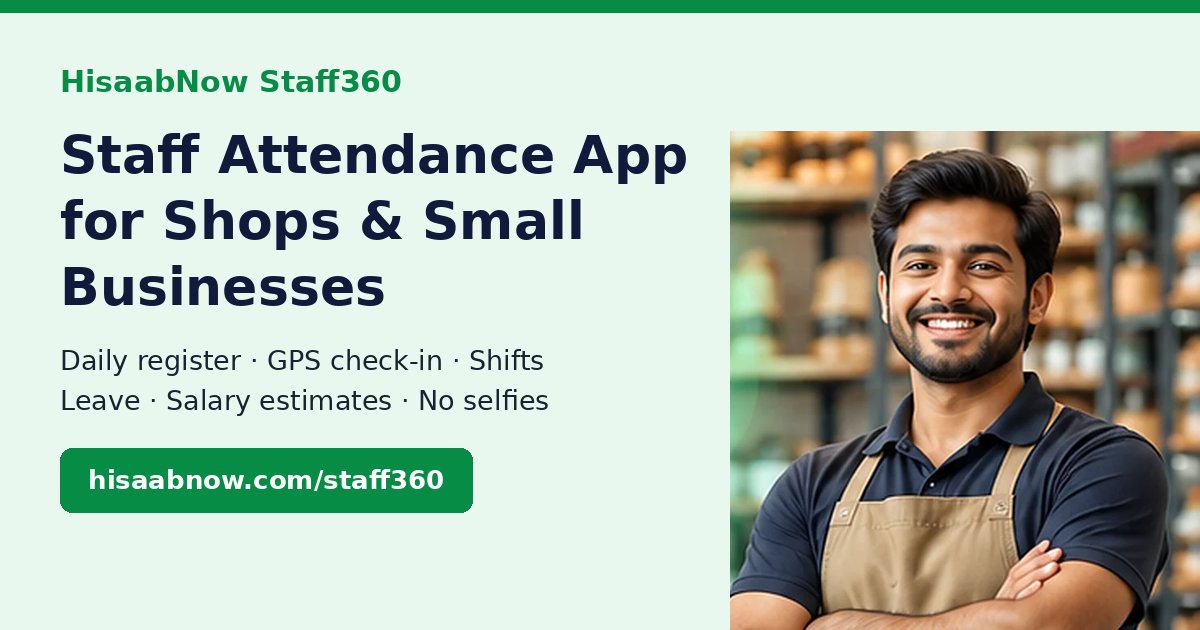 HisaabNow Staff360
Staff Attendance App
for Shops & Small
Businesses
Daily register · GPS check-in · Shifts
Leave · Salary estimates · No selfies
hisaabnow.com/staff360